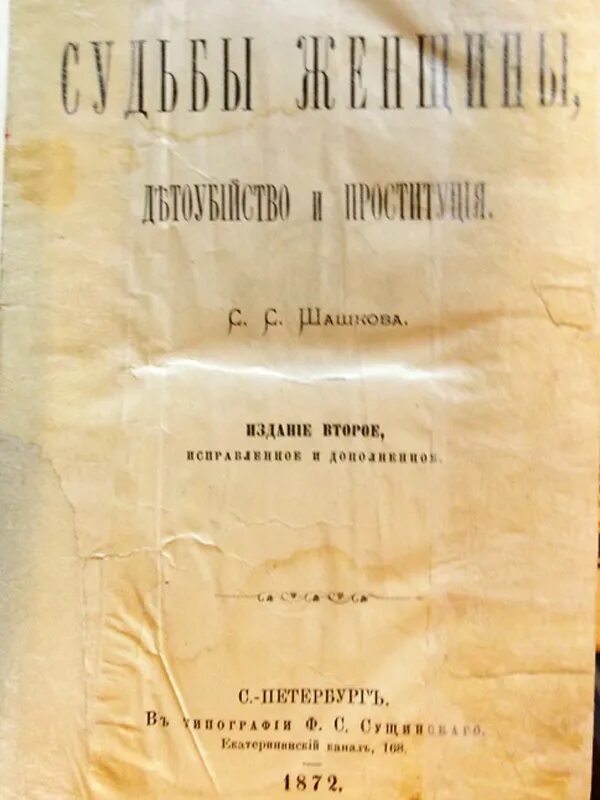 СУДЬБЫ ЖЕНЩИНЫ,
ДѢТОУБІЙСТВО и ПРОСТИТУЦІЯ.
С. С. Шашкова.
ИЗДАНІЕ ВТОРОЕ,
ИСПРАВЛЕННОЕ И ДОПОЛНЕННОЕ.
С.-ПЕТЕРБУРГЪ.
Въ типографіи Ф. С. Сущинскаго.
Екатерининскій каналъ, 168.
1872.